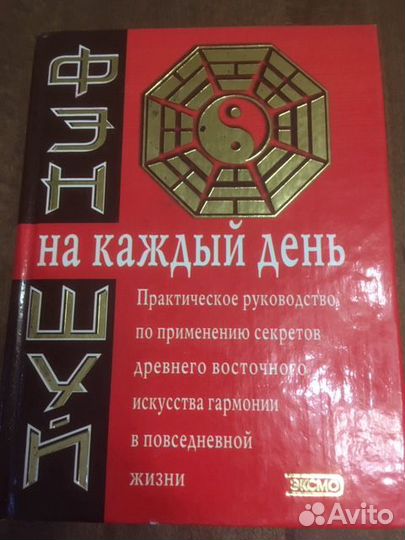 ФЭН
ШУЙ
на каждый день
Практическое руководство
по применению секретов
древнего восточного
искусства гармонии
в повседневной
жизни
ЭКСМО
Avito